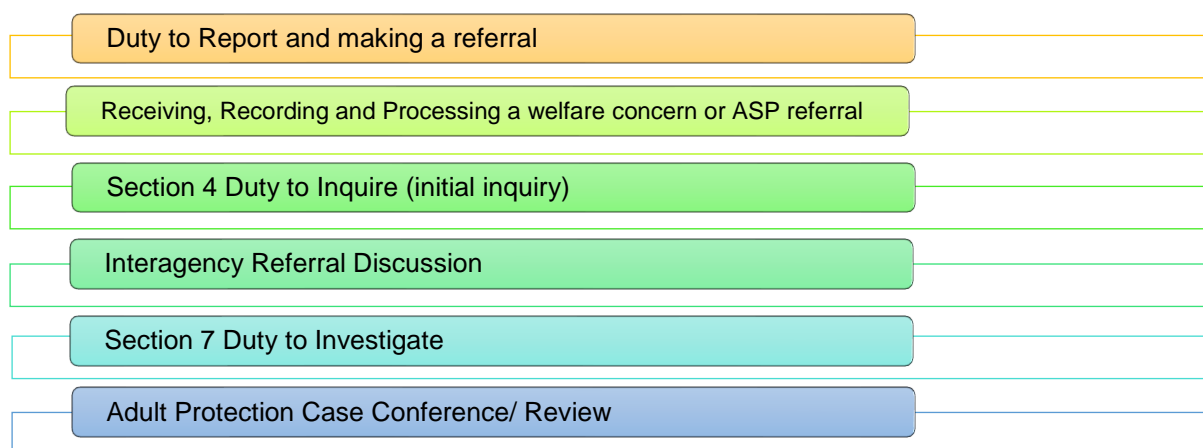 Duty to Report and making a referral
Receiving, Recording and Processing a welfare concern or ASP referral
Section 4 Duty to Inquire (initial inquiry)
Interagency Referral Discussion
Section 7 Duty to Investigate
Adult Protection Case Conference/ Review